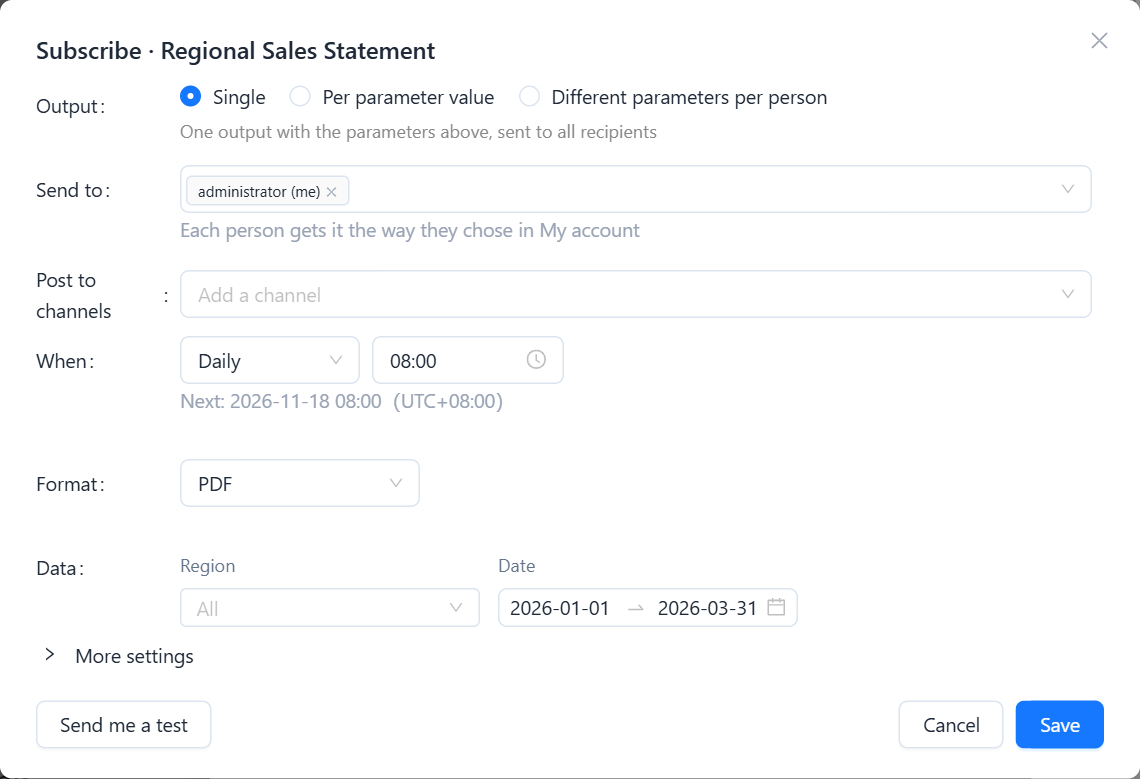 Subscribe · Regional Sales Statement
Output:
Single
Per parameter value
Different parameters per person
One output with the parameters above, sent to all recipients
Send to:
administrator (me)
Each person gets it the way they chose in My account
Post to
channels
:
Add a channel
When:
Daily
08:00
Next: 2026-11-18 08:00 (UTC+08:00)
Format:
PDF
Data:
Region
Date
All
2026-01-01 → 2026-03-31
More settings
Send me a test
Cancel
Save